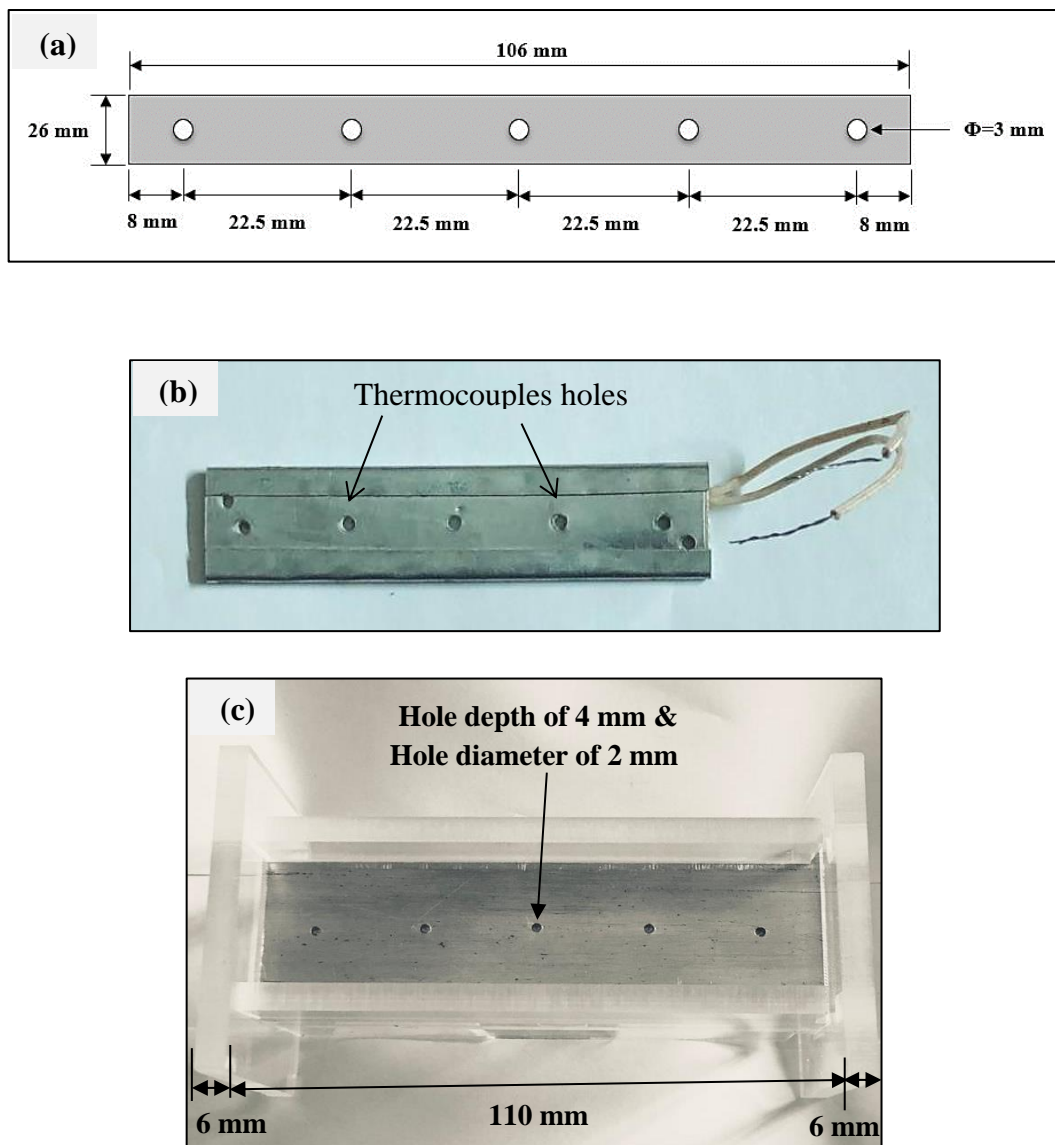 (a)
106 mm
26 mm
Φ=3 mm
8 mm
22.5 mm
22.5 mm
22.5 mm
22.5 mm
8 mm
(b)
Thermocouples holes
(c)
Hole depth of 4 mm &
Hole diameter of 2 mm
6 mm
110 mm
6 mm